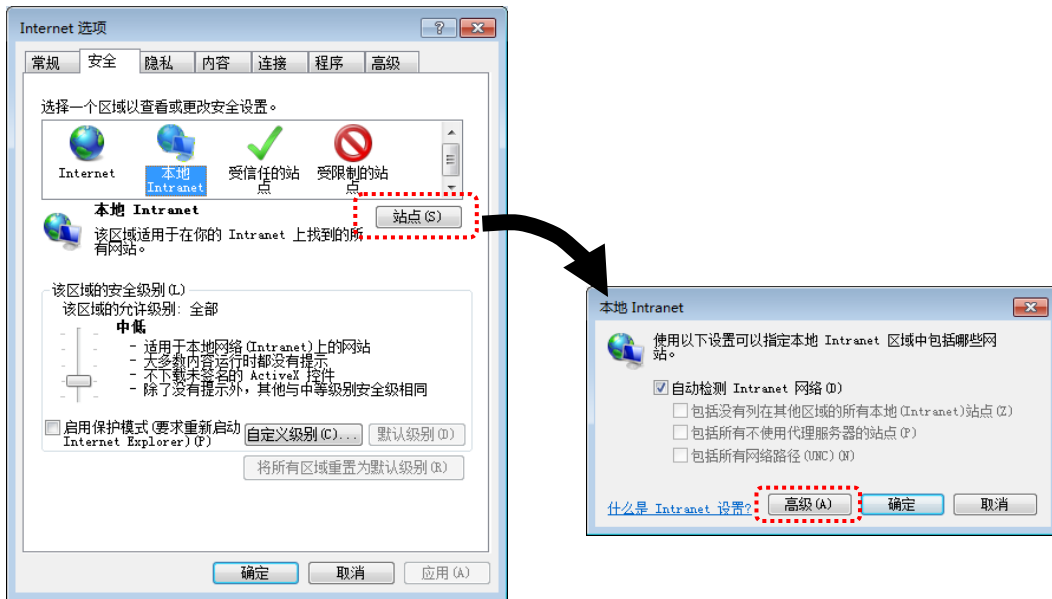 Internet 选项
常规 安全 隐私 内容 连接 程序 高级
选择一个区域以查看或更改安全设置。
Internet
本地
Intranet
受信任的站
点
受限制的站
点
本地 Intranet
站点(S)
该区域适用于在你的 Intranet 上找到的所
有网站。
该区域的安全级别(L)
该区域的允许级别: 全部
中低
- 适用于本地网络(Intranet)上的网站
- 大多数内容运行时都没有提示
- 不下载未签名的 ActiveX 控件
- 除了没有提示外，其他与中等级别安全级相同
启用保护模式(要求重新启动
Internet Explorer)(P)
自定义级别(C)...
默认级别(D)
将所有区域重置为默认级别(R)
确定 取消 应用(A)
本地 Intranet
使用以下设置可以指定本地 Intranet 区域中包括哪些网
站。
自动检测 Intranet 网络(D)
包括没有列在其他区域的所有本地(Intranet)站点(Z)
包括所有不使用代理服务器的站点(P)
包括所有网络路径(UNC)(N)
什么是 Intranet 设置?
高级(A) 确定 取消